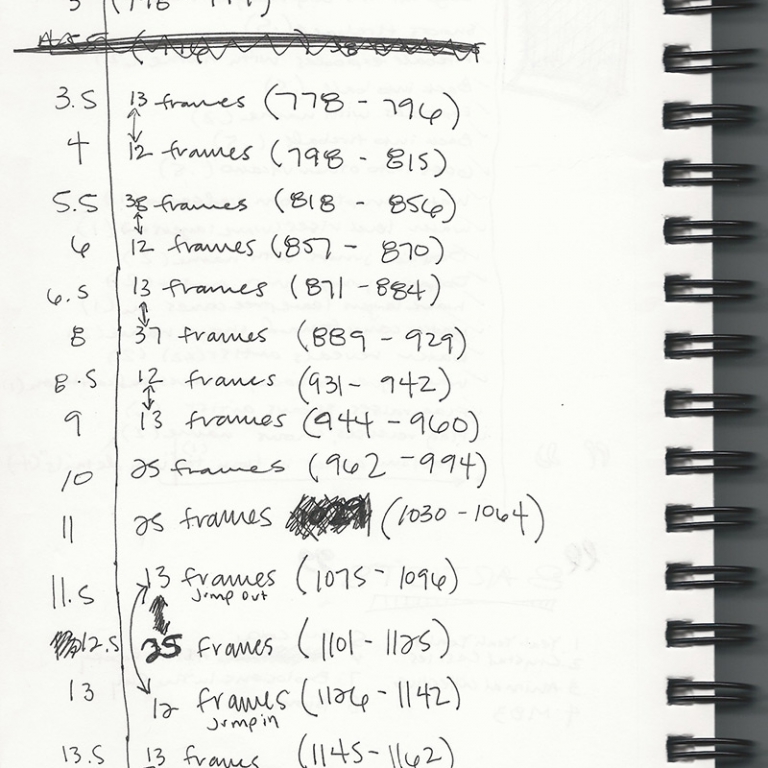 3.5 13 frames (778 - 796)
4 12 frames (798 - 815)
5.5 38 frames (818 - 856)
6 12 frames (857 - 870)
6.5 13 frames (871 - 884)
8 37 frames (889 - 929)
8.5 12 frames (931 - 942)
9 13 frames (944 - 960)
10 25 frames (962 - 994)
11 25 frames (1030 - 1064)
11.5 13 frames (1075 - 1096)
jump out
12.5 25 frames (1101 - 1125)
13 12 frames (1126 - 1142)
jump in
13.5 13 frames (1145 - 1162)